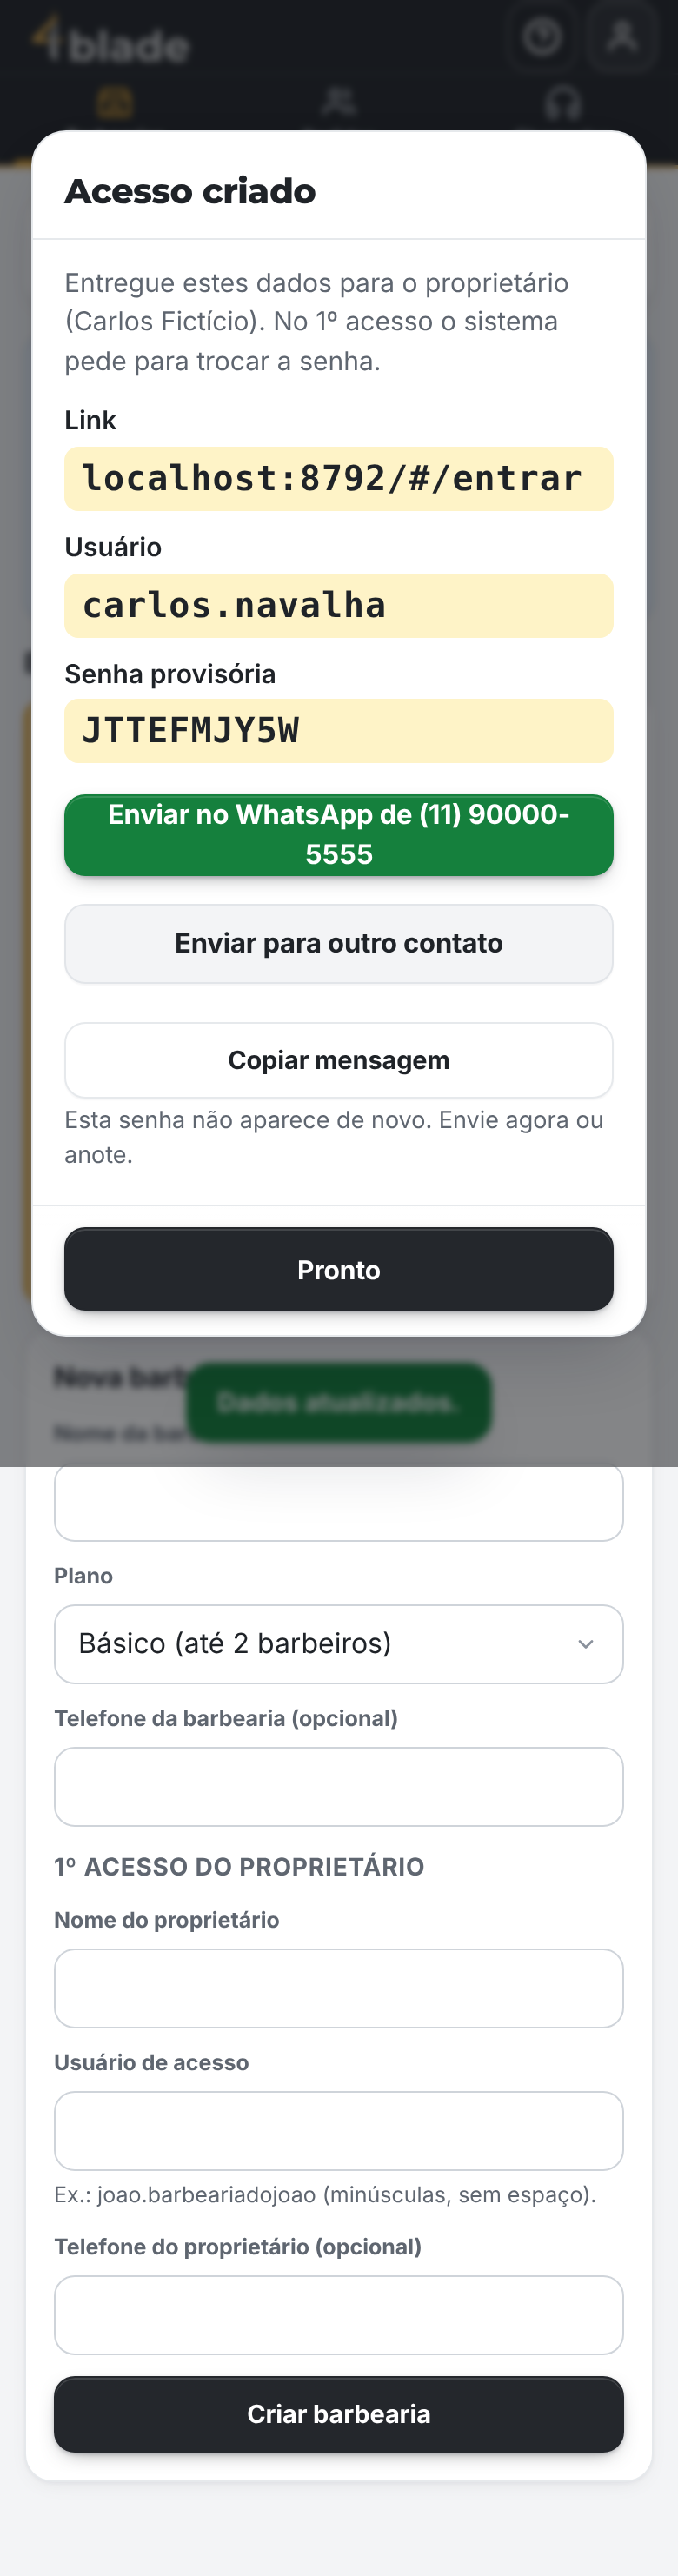 blade
Acesso criado
Entregue estes dados para o proprietário
(Carlos Fictício). No 1º acesso o sistema
pede para trocar a senha.
Link
localhost:8792/#/entrar
Usuário
carlos.navalha
Senha provisória
JTTEFMJY5W
Enviar no WhatsApp de (11) 90000-
5555
Enviar para outro contato
Copiar mensagem
Esta senha não aparece de novo. Envie agora ou
anote.
Pronto
Nova
Dados atualizados.
Nome da
Plano
Básico (até 2 barbeiros)
Telefone da barbearia (opcional)
1º ACESSO DO PROPRIETÁRIO
Nome do proprietário
Usuário de acesso
Ex.: joao.barbeariadojoao (minúsculas, sem espaço).
Telefone do proprietário (opcional)
Criar barbearia